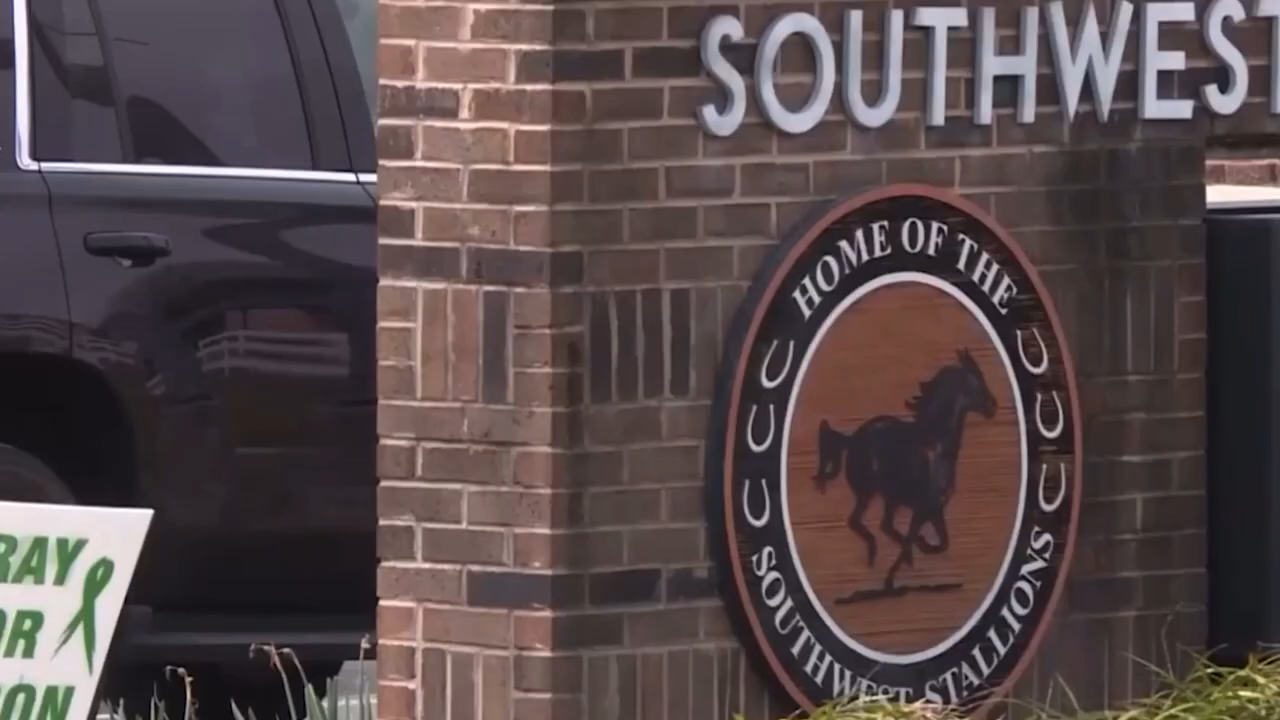 SOUTHWEST
HOME OF THE
SOUTHWEST STALLIONS
RAY
OR
ON